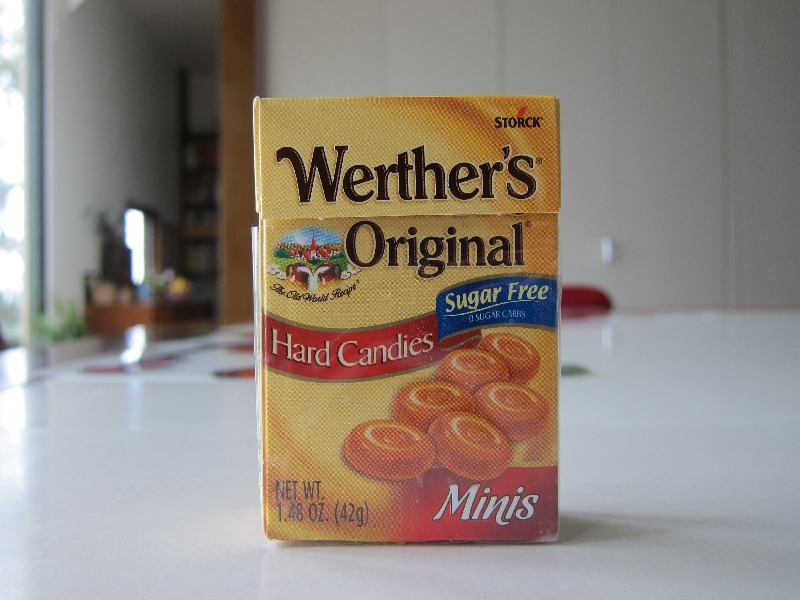 STORCK®
Werther's®
Original®
The Old World Recipe®
Sugar Free
0 SUGAR CARBS
Hard Candies
NET WT.
1.48 OZ. (42g)
Minis